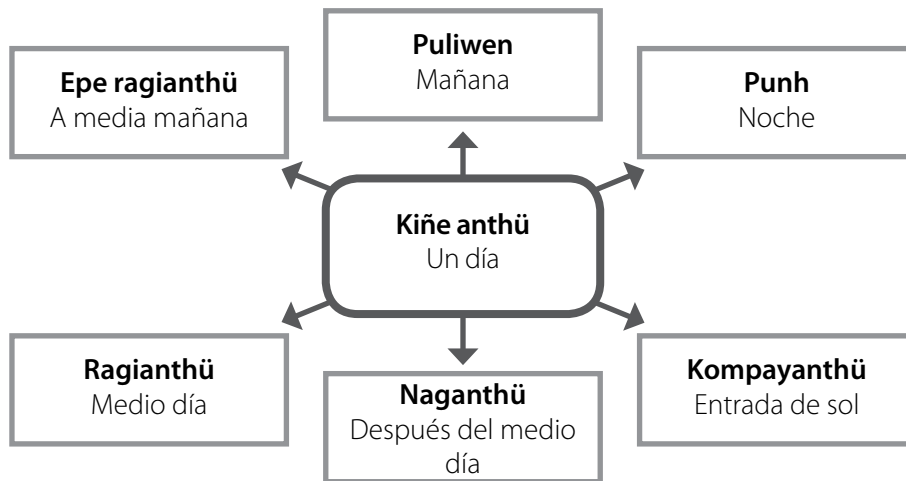 Puliwen
Mañana
Epe ragianthü
A media mañana
Punh
Noche
Kiñe anthü
Un día
Ragianthü
Medio día
Naganthü
Después del medio
día
Kompayanthü
Entrada de sol